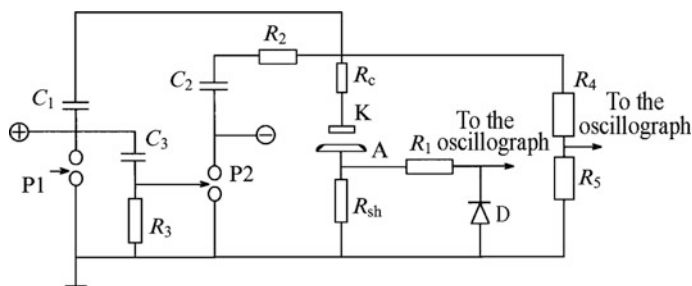 R2
C2
Rc
R4
K
C1
To the
oscillograph
To the
oscillograph
C3
A
R1
P1
P2
R5
R3
Rsh
D